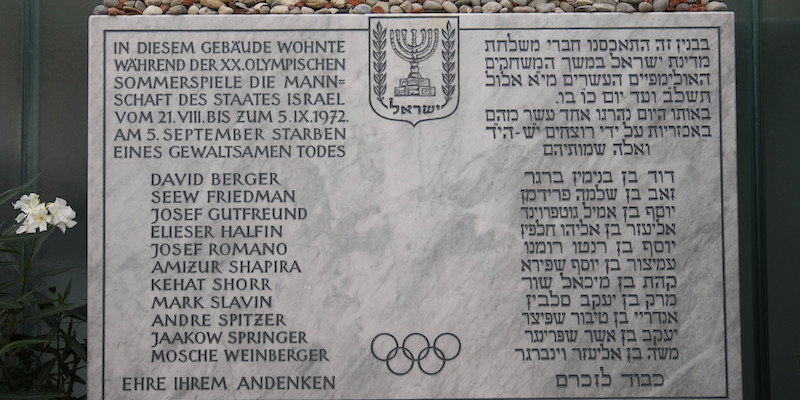 IN DIESEM GEBÄUDE WOHNTE
WÄHREND DER XX.OLYMPISCHEN
SOMMERSPIELE DIE MANN=
SCHAFT DES STAATES ISRAEL
VOM 21.VIII.BIS ZUM 5.IX.1972.
AM 5. SEPTEMBER STARBEN
EINES GEWALTSAMEN TODES
DAVID BERGER
SEEW FRIEDMAN
JOSEF GUTFREUND
ELIESER HALFIN
JOSEF ROMANO
AMIZUR SHAPIRA
KEHAT SHORR
MARK SLAVIN
ANDRE SPITZER
JAAKOW SPRINGER
MOSCHE WEINBERGER
EHRE IHREM ANDENKEN
ישראל
בבנין זה התאכסנו חברי משלחת
מדינת ישראל במשך המשחקים
האולימפיים העשרים מי״א אלול
תשל״ב ועד יום כ״ו בו.
באותו היום נהרגו אחד עשר מהם
באכזריות על ידי רוצחים יש-הי״ד
ואלה שמותיהם
דוד בן בנימין ברגר
זאב בן שלמה פרידמן
יוסף בן אמיל גוטפרוינד
אליעזר בן אליהו חלפין
יוסף בן רנטו רומנו
עמיצור בן יוסף שפירא
קהת בן מיכאל שור
מרק בן יעקב סלבין
אנדריי בן טיבור שפיצר
יעקב בן אשר שפרינגר
משה בן אליעזר וינברגר
כבוד לזכרם